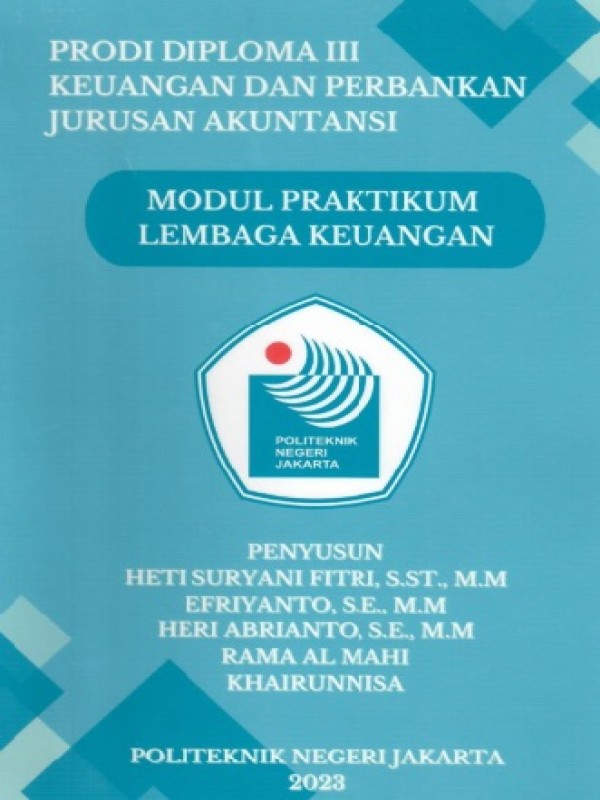 PRODI DIPLOMA III
KEUANGAN DAN PERBANKAN
JURUSAN AKUNTANSI
MODUL PRAKTIKUM
LEMBAGA KEUANGAN
POLITEKNIK
NEGERI
JAKARTA
PENYUSUN
HETI SURYANI FITRI, S.ST., M.M
EFRIYANTO, S.E., M.M
HERI ABRIANTO, S.E., M.M
RAMA AL MAHI
KHAIRUNNISA
POLITEKNIK NEGERI JAKARTA
2023